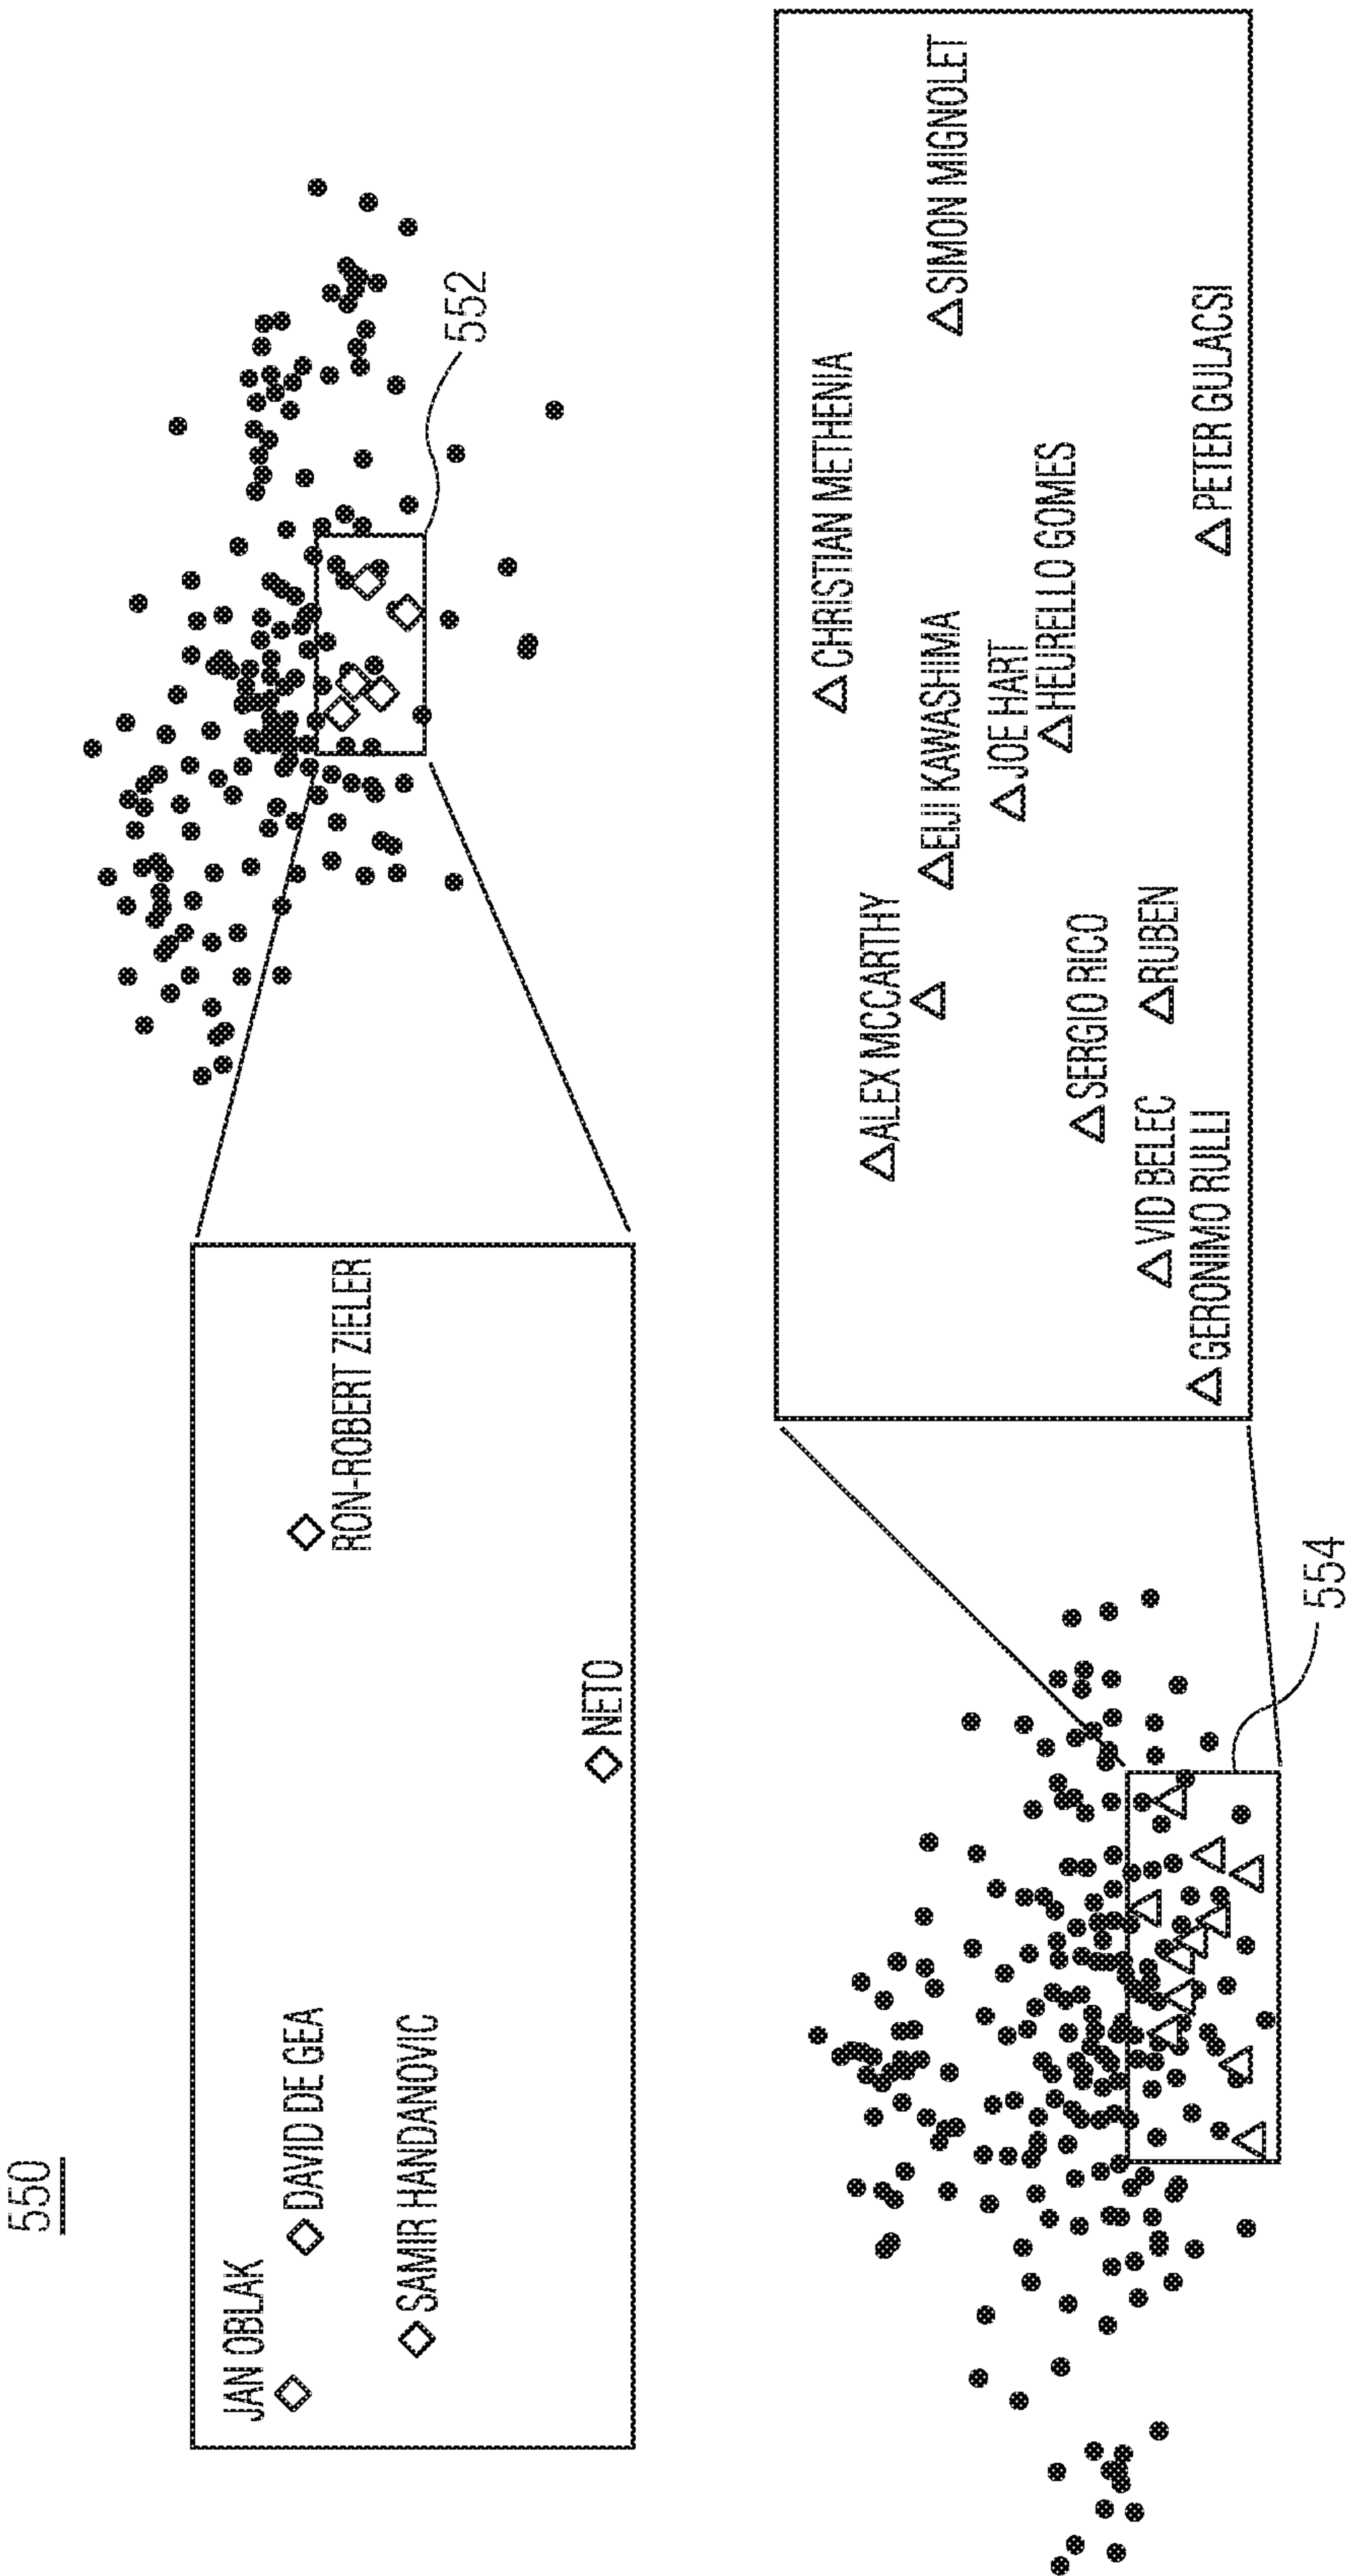 550
JAN OBLAK
DAVID DE GEA
SAMIR HANDANOVIC
RON-ROBERT ZIELER
NETO
552
CHRISTIAN METHENIA
ALEX MCCARTHY
SIMON MIGNOLET
EIJI KAWASHIMA
JOE HART
HEURELLO GOMES
SERGIO RICO
VID BELEC
RUBEN
GERONIMO RULLI
PETER GULACSI
554